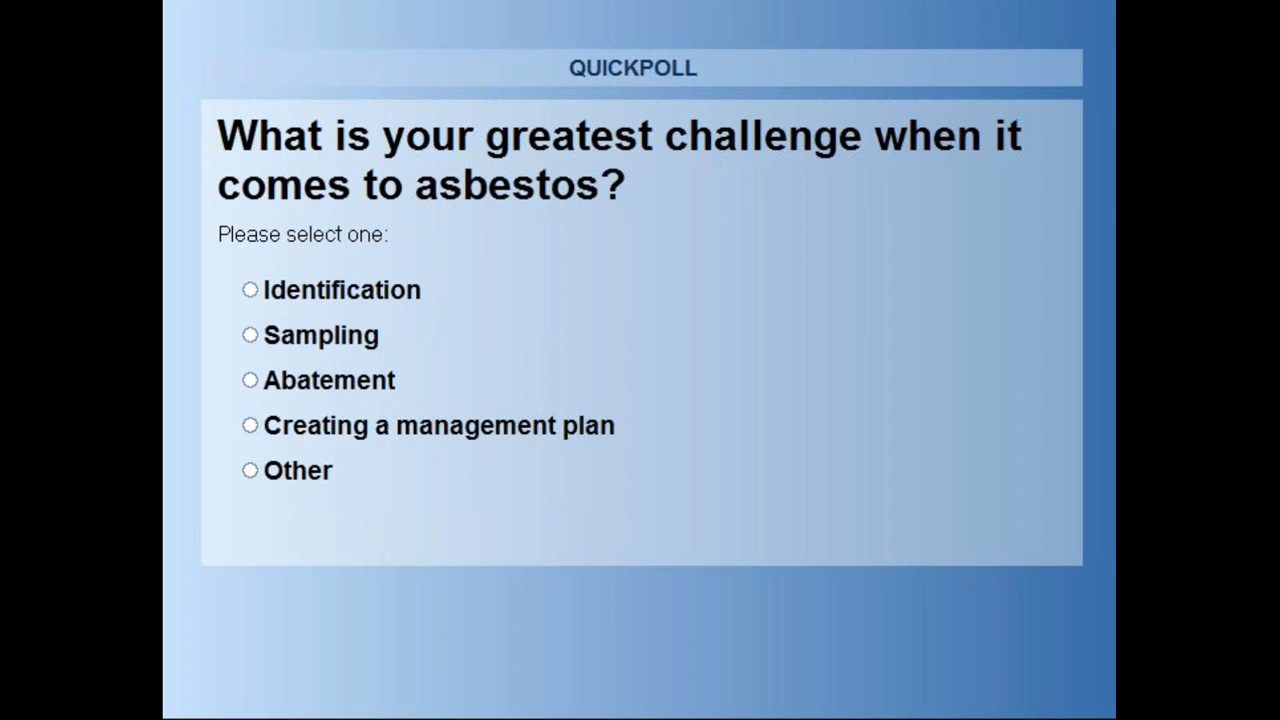 QUICKPOLL
What is your greatest challenge when it
comes to asbestos?
Please select one:
Identification
Sampling
Abatement
Creating a management plan
Other